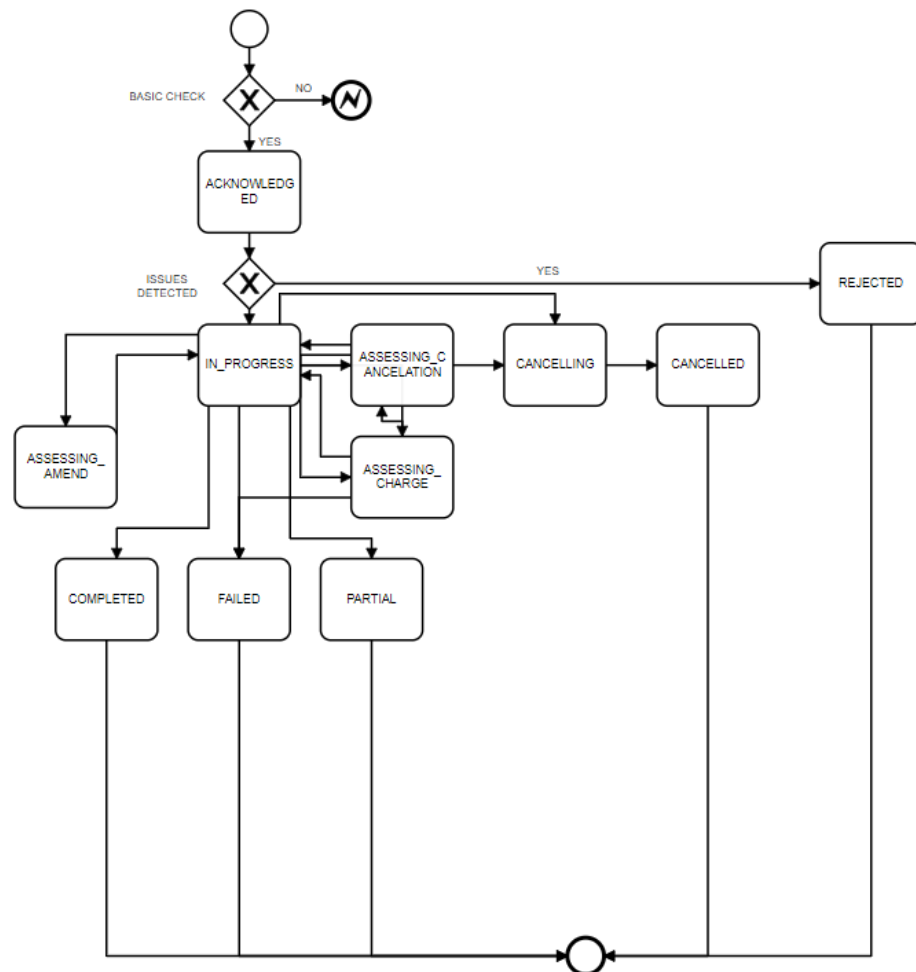 BASIC CHECK
NO
YES
ACKNOWLEDG
ED
ISSUES
DETECTED
YES
REJECTED
IN_PROGRESS
ASSESSING_C
ANCELATION
CANCELLING
CANCELLED
ASSESSING_
AMEND
ASSESSING_
CHARGE
COMPLETED
FAILED
PARTIAL